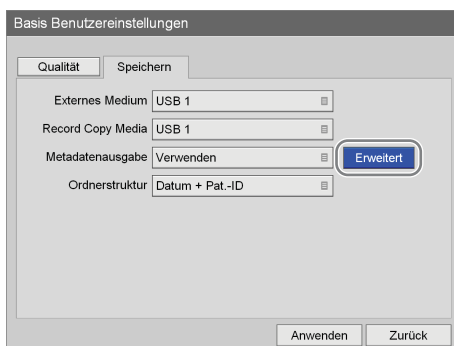 Basis Benutzereinstellungen
Qualität Speichern
Externes Medium USB 1
Record Copy Media USB 1
Metadatenausgabe Verwenden Erweitert
Ordnerstruktur Datum + Pat.-ID
Anwenden Zurück